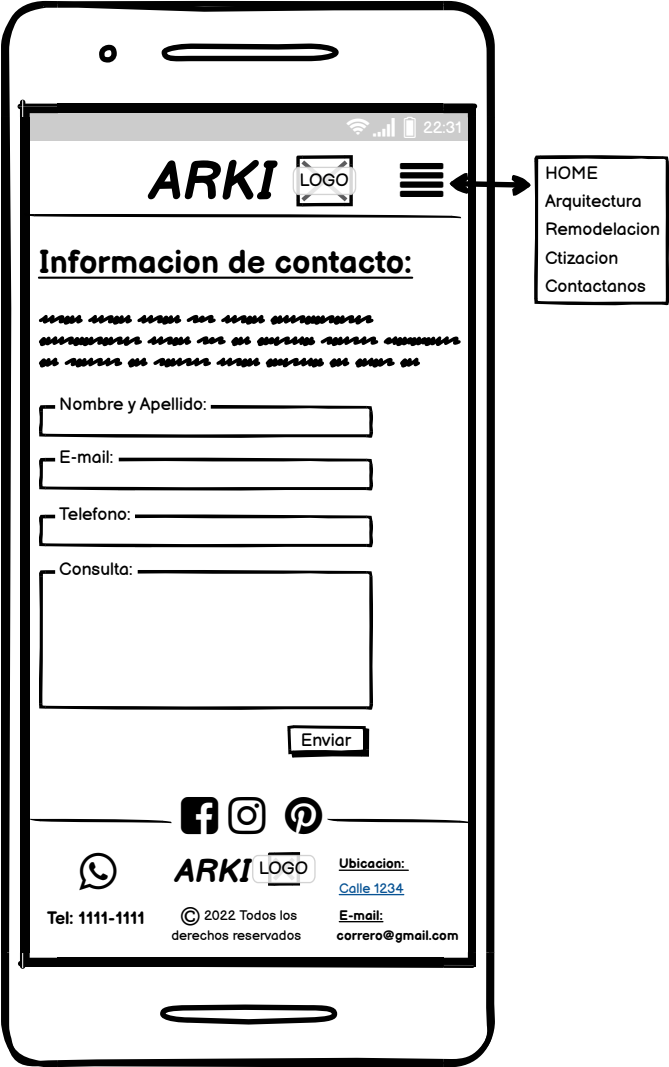 22:31
ARKI LOGO
HOME
Arquitectura
Remodelacion
Ctizacion
Contactanos
Informacion de contacto:
Nombre y Apellido:
E-mail:
Telefono:
Consulta:
Enviar
Tel: 1111-1111
ARKI LOGO
© 2022 Todos los
derechos reservados
Ubicacion:
Calle 1234
E-mail:
correro@gmail.com